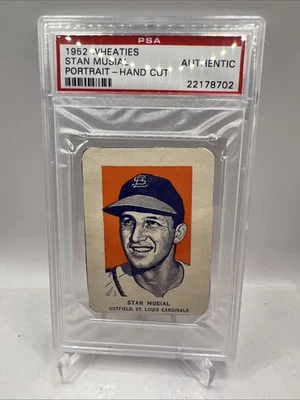 PSA
1952 WHEATIES
STAN MUSIAL AUTHENTIC
PORTRAIT - HAND CUT
22178702
STL
STAN MUSIAL
OUTFIELD, ST. LOUIS CARDINALS